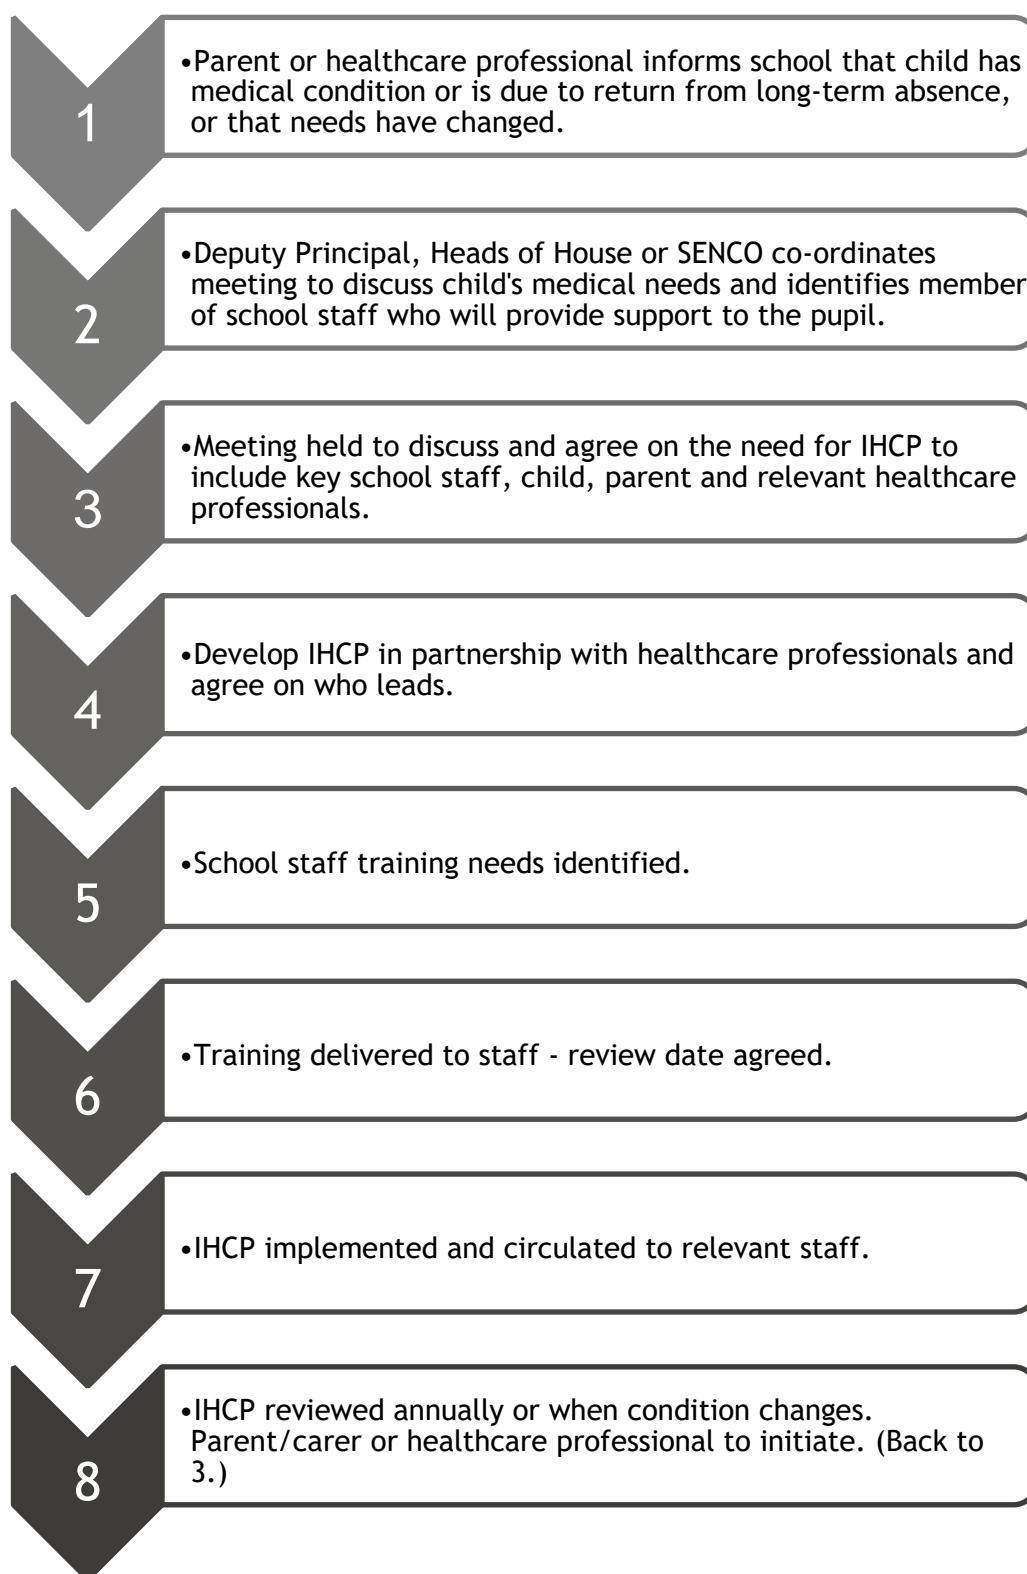 1
•Parent or healthcare professional informs school that child has
medical condition or is due to return from long-term absence,
or that needs have changed.
2
•Deputy Principal, Heads of House or SENCO co-ordinates
meeting to discuss child's medical needs and identifies member
of school staff who will provide support to the pupil.
3
•Meeting held to discuss and agree on the need for IHCP to
include key school staff, child, parent and relevant healthcare
professionals.
4
•Develop IHCP in partnership with healthcare professionals and
agree on who leads.
5
•School staff training needs identified.
6
•Training delivered to staff - review date agreed.
7
•IHCP implemented and circulated to relevant staff.
8
•IHCP reviewed annually or when condition changes.
Parent/carer or healthcare professional to initiate. (Back to
3.)